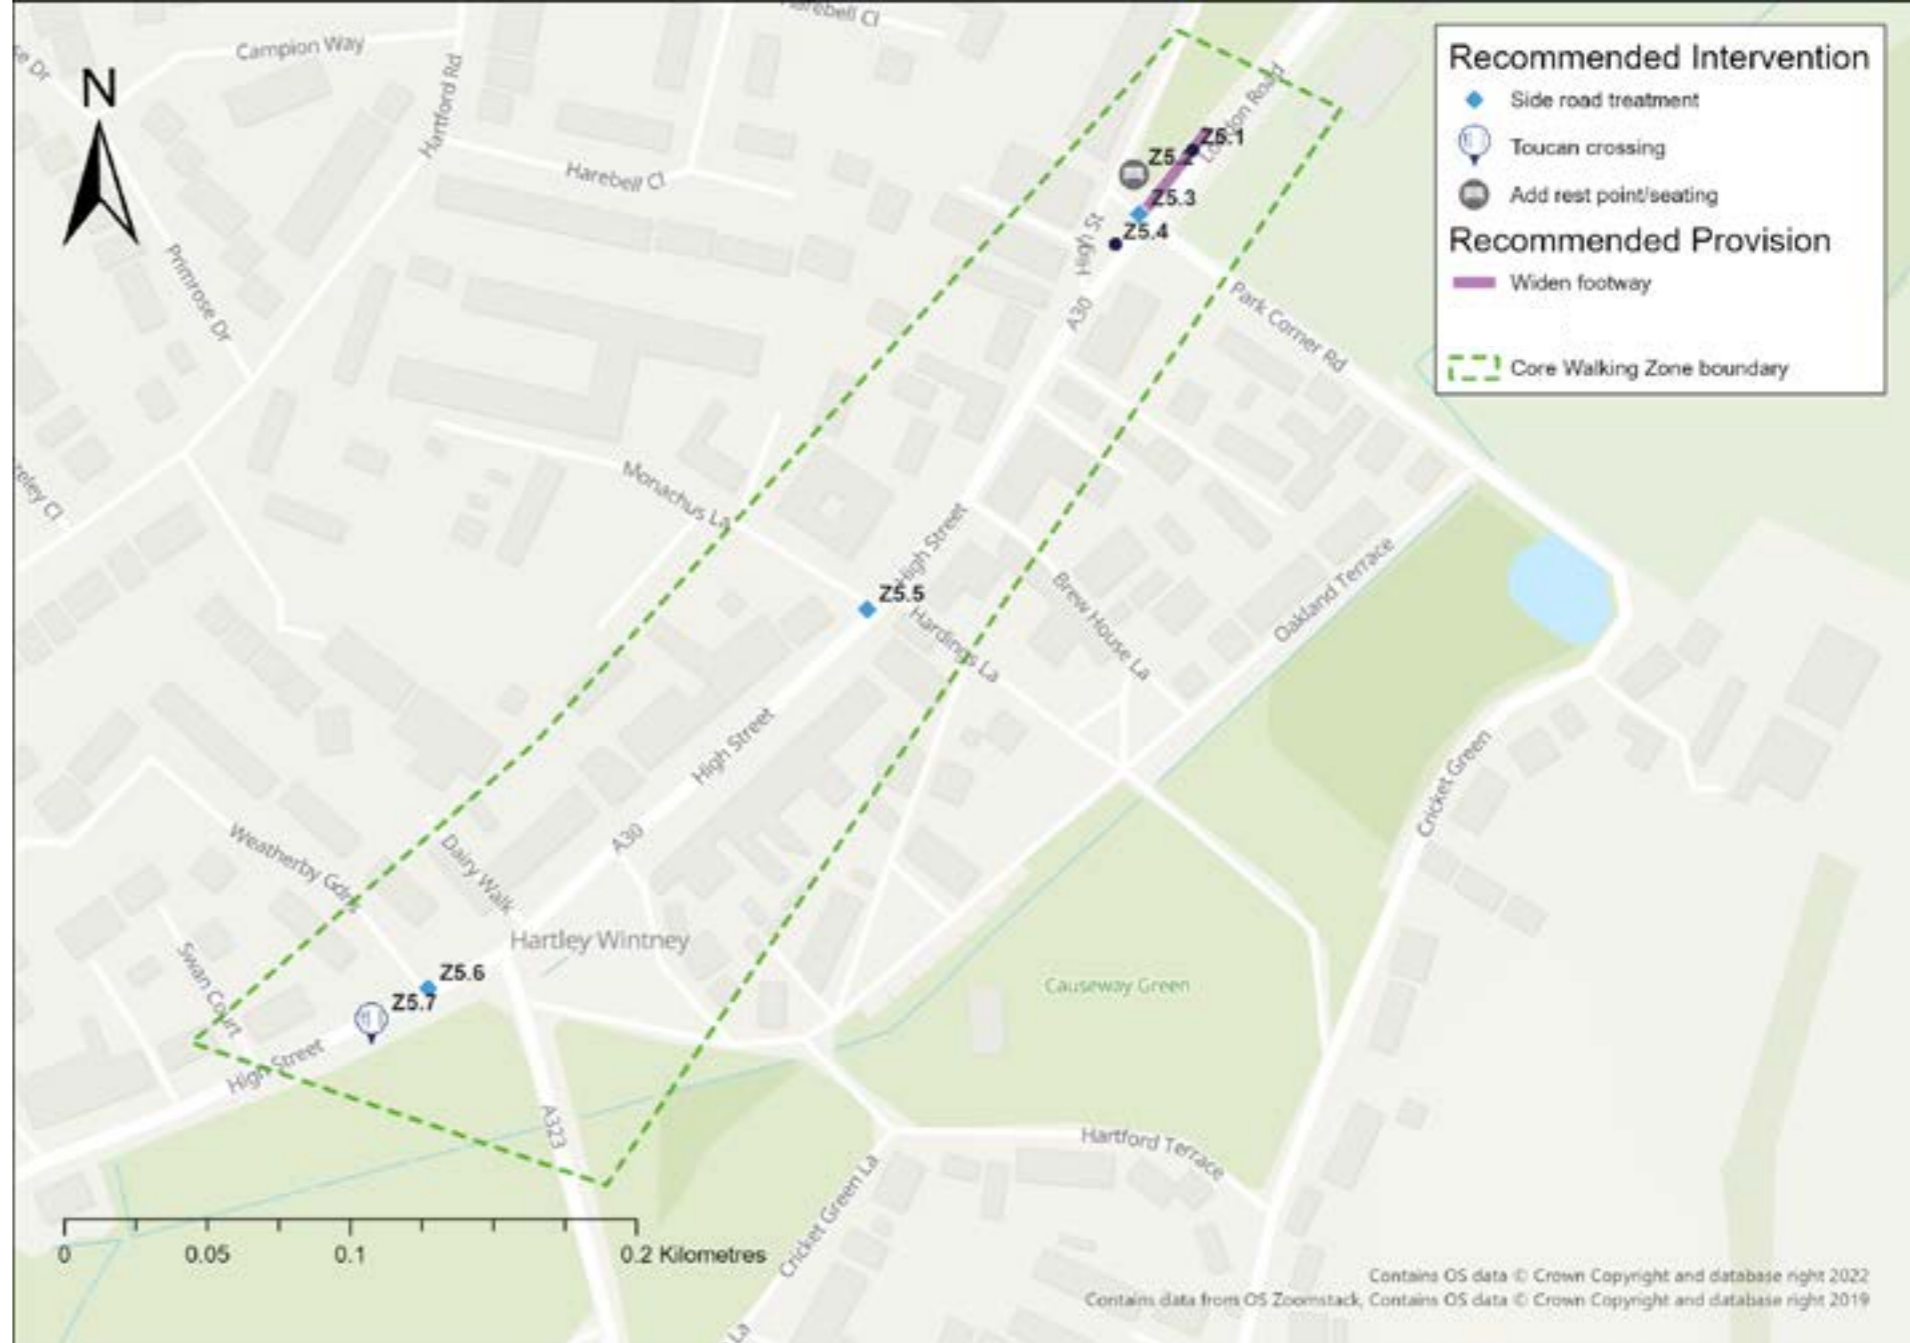 Harebell Cl
Campion Way
Hartford Rd
N
Harebell Cl
Primrose Dr
London Road
Z5.1
Z5.2
Z5.3
Z5.4
High St
A30
Park Corner Rd
Recommended Intervention
Side road treatment
Toucan crossing
Add rest point/seating
Recommended Provision
Widen footway
Core Walking Zone boundary
Monachus La
High Street
Z5.5
Hardings La
Brew House La
Oakland Terrace
High Street
A30
Cricket Green
Weatherby Gdns
Dairy Walk
Hartley Wintney
Swan Court
Z5.6
Z5.7
High Street
Causeway Green
A323
Hartford Terrace
Cricket Green La
La
0 0.05 0.1 0.2 Kilometres
Contains OS data © Crown Copyright and database right 2022
Contains data from OS Zoomstack, Contains OS data © Crown Copyright and database right 2019